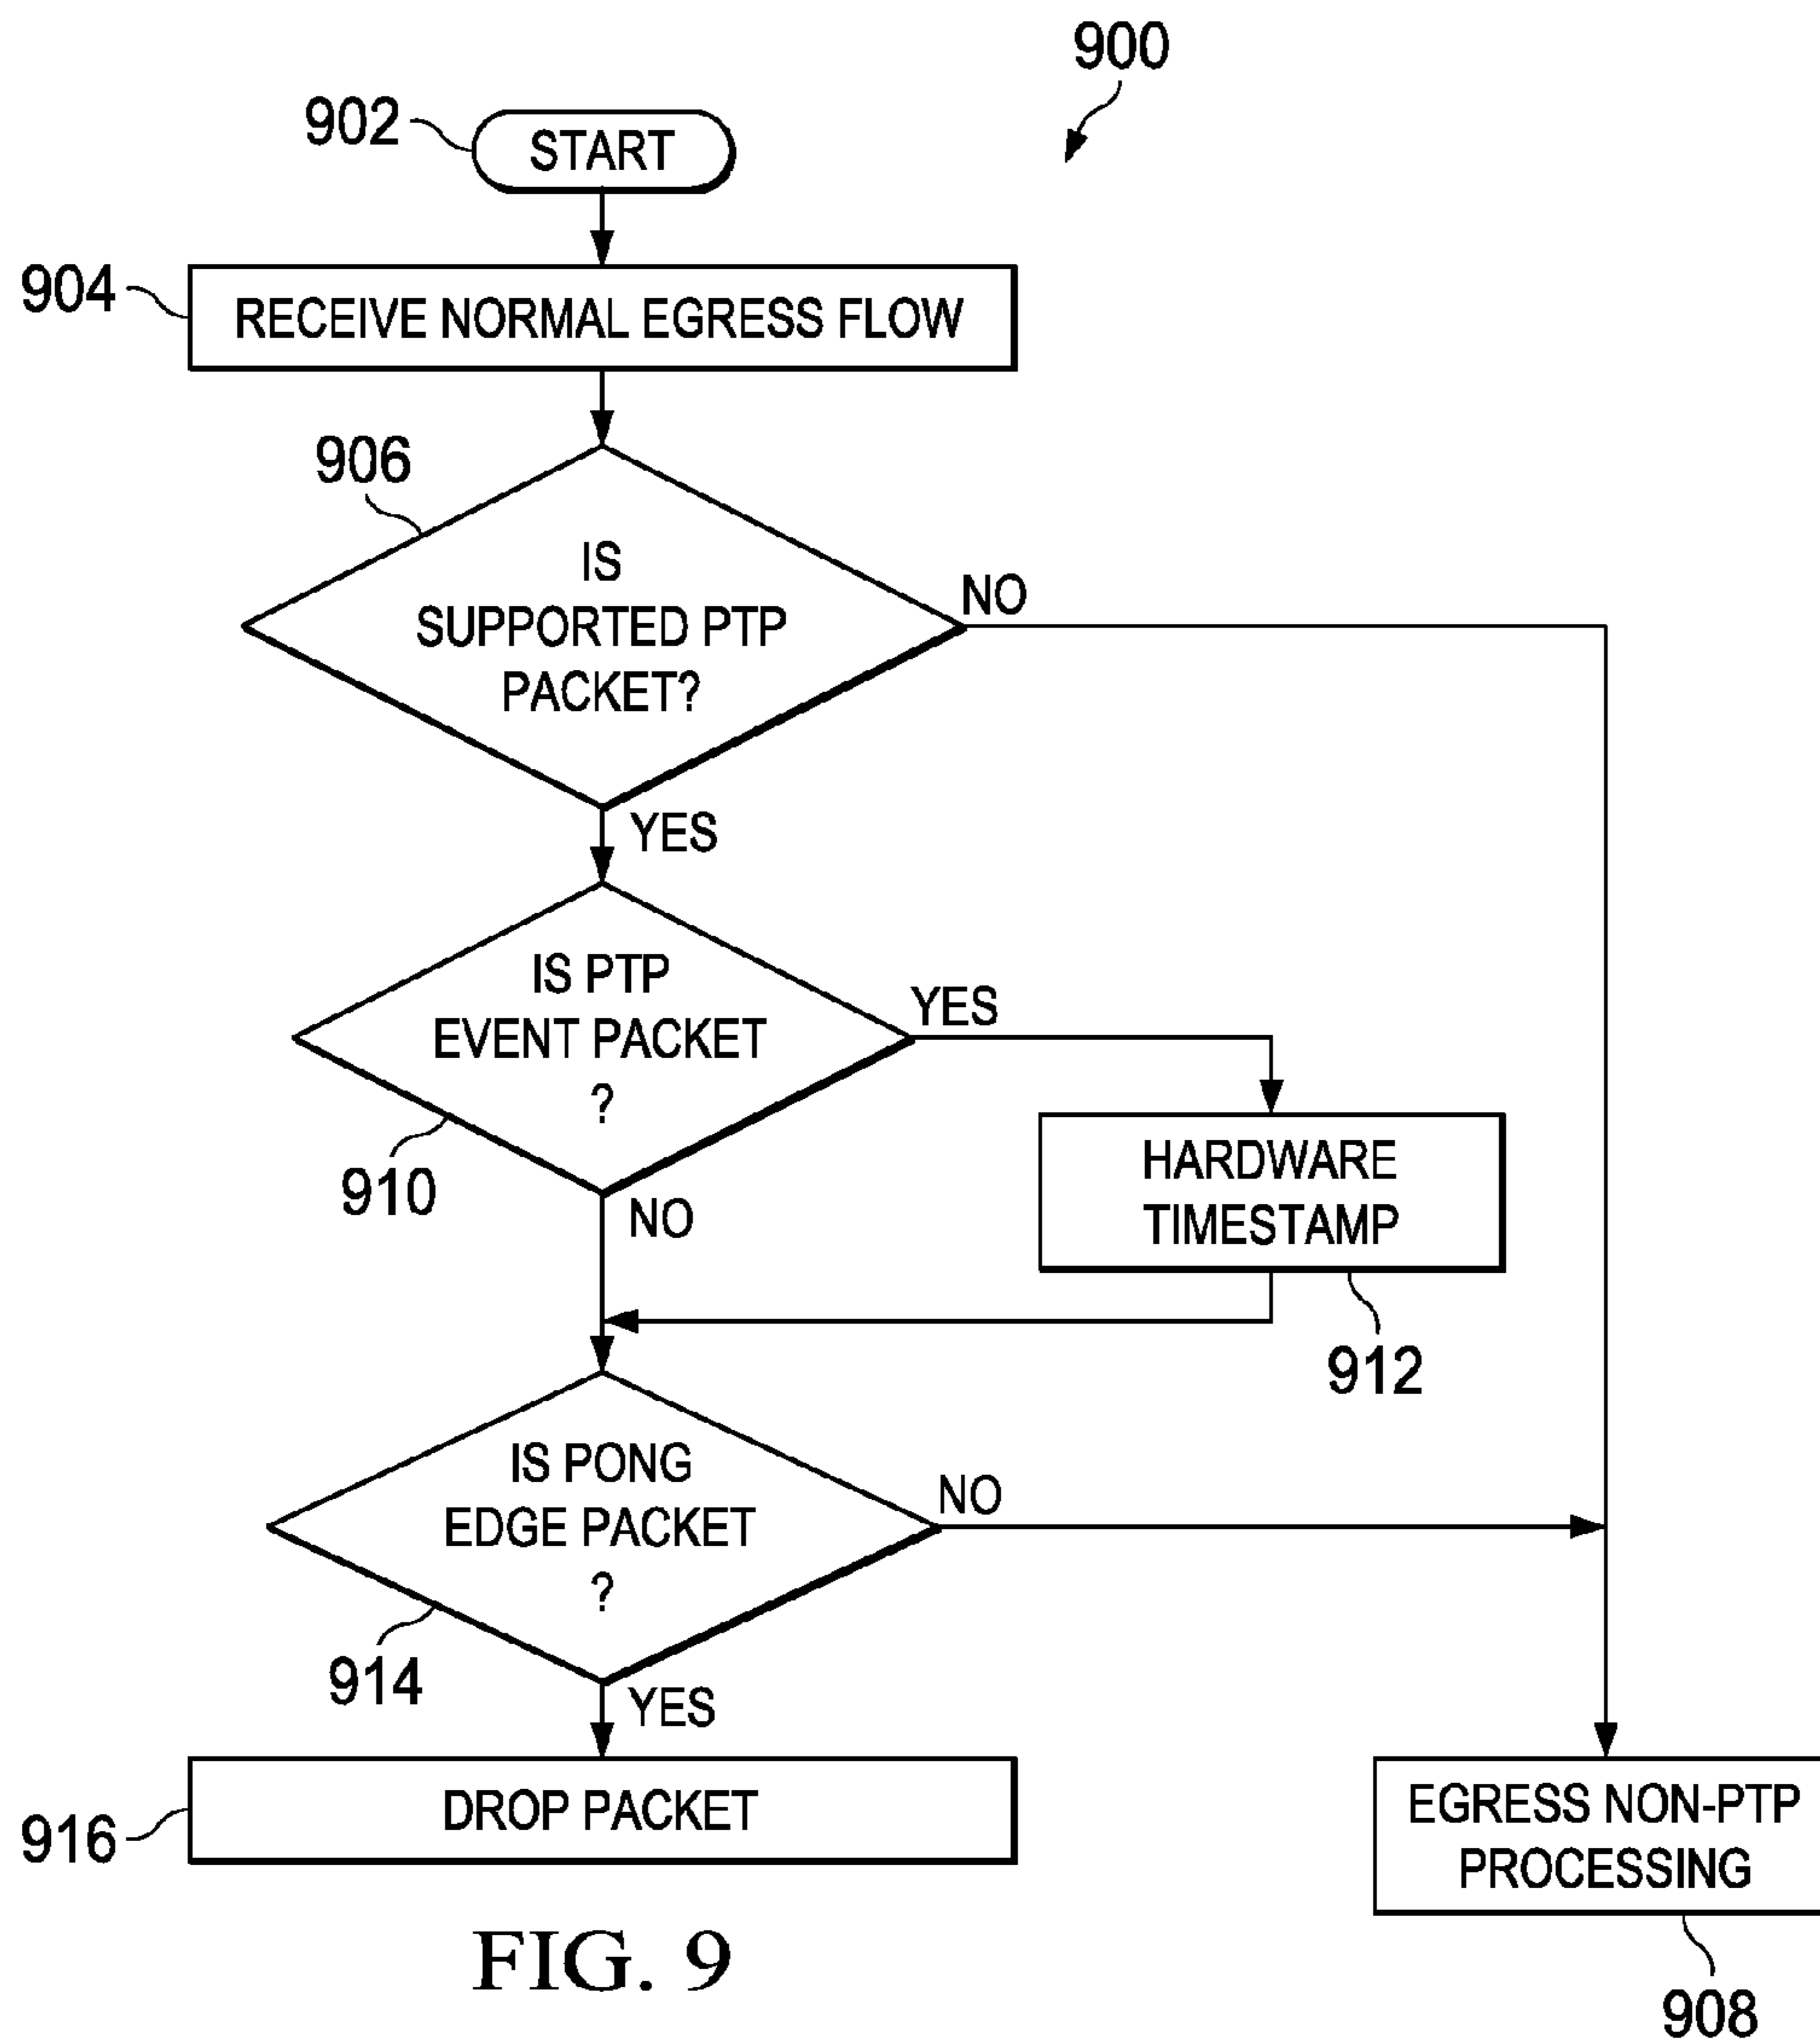 900
902
START
904
RECEIVE NORMAL EGRESS FLOW
906
IS
SUPPORTED PTP
PACKET?
NO
YES
IS PTP
EVENT PACKET
?
YES
910
NO
HARDWARE
TIMESTAMP
912
IS PONG
EDGE PACKET
?
NO
914
YES
DROP PACKET
916
EGRESS NON-PTP
PROCESSING
908
FIG. 9